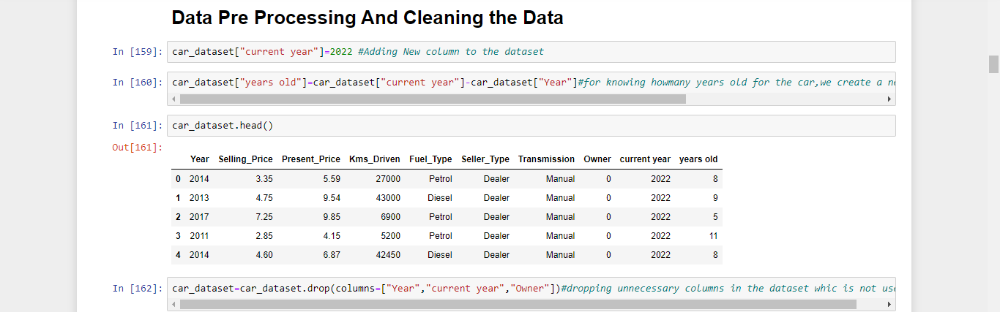 Data Pre Processing And Cleaning the Data
In [159]: car_dataset["current year"]=2022 #Adding New column to the dataset
In [160]: car_dataset["years old"]=car_dataset["current year"]-car_dataset["Year"]#for knowing howmany years old for the car,we create a
In [161]: car_dataset.head()
Out[161]:
Year Selling_Price Present_Price Kms_Driven Fuel_Type Seller_Type Transmission Owner current year years old
0 2014 3.35 5.59 27000 Petrol Dealer Manual 0 2022 8
1 2013 4.75 9.54 43000 Diesel Dealer Manual 0 2022 9
2 2017 7.25 9.85 6900 Petrol Dealer Manual 0 2022 5
3 2011 2.85 4.15 5200 Petrol Dealer Manual 0 2022 11
4 2014 4.60 6.87 42450 Diesel Dealer Manual 0 2022 8
In [162]: car_dataset=car_dataset.drop(columns=["Year","current year","Owner"])#dropping unnecessary columns in the dataset whic is not